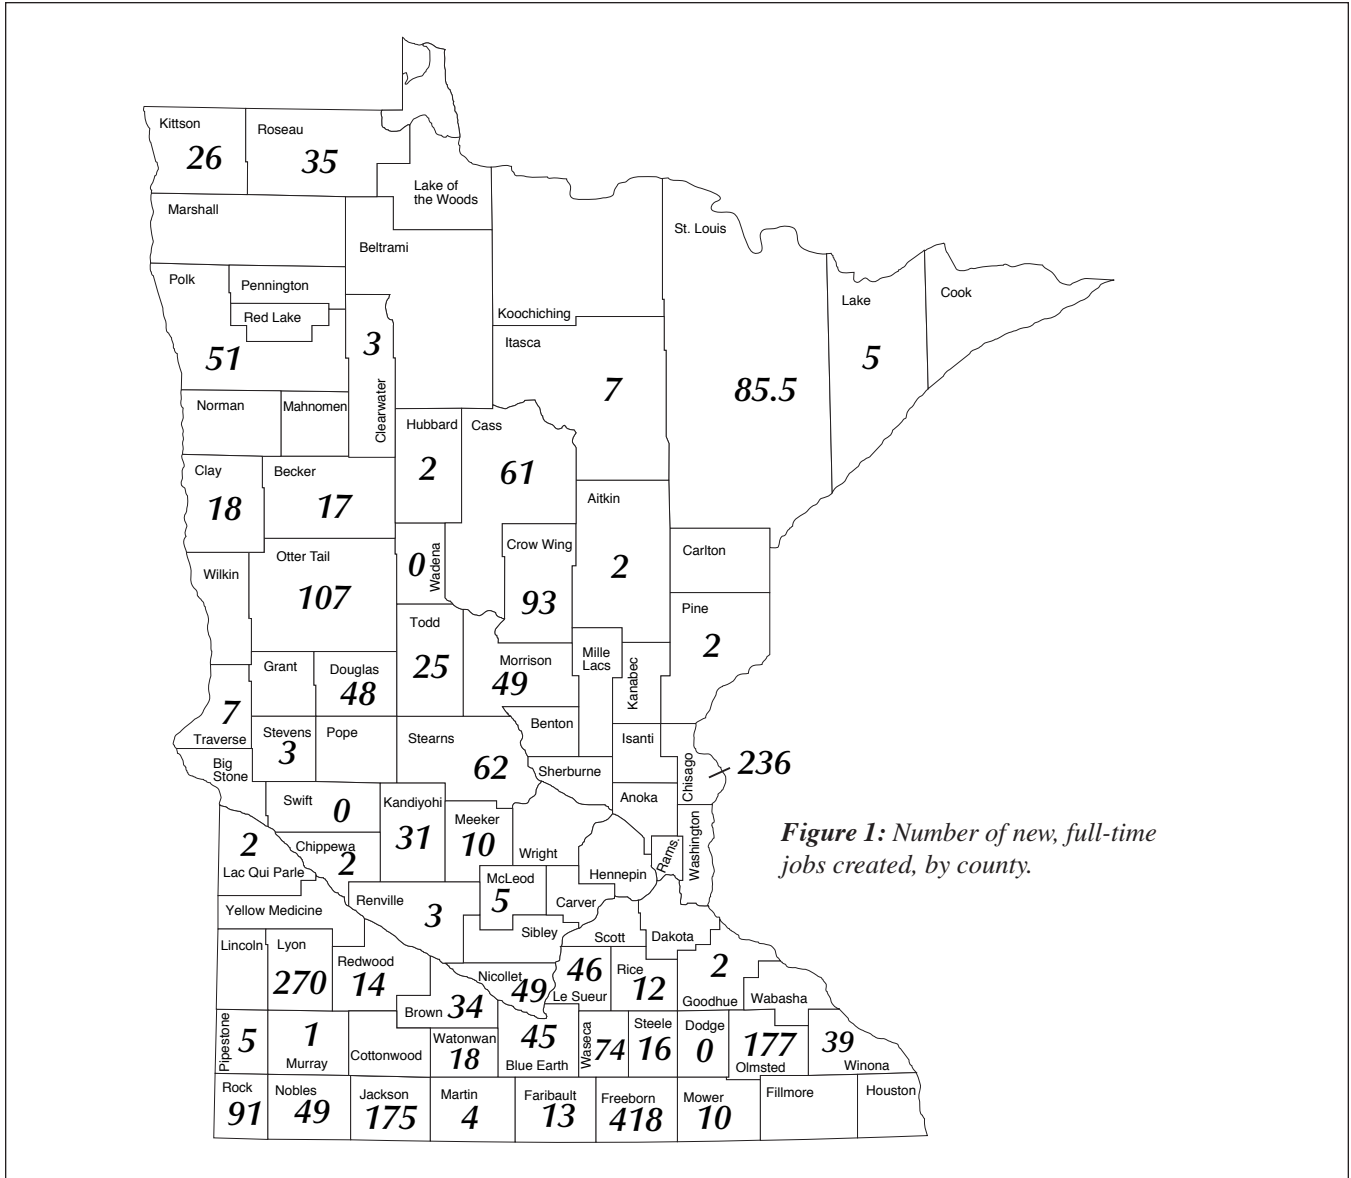 Kittson
26
Roseau
35
Lake of
the Woods
Marshall
Beltrami
St. Louis
85.5
Polk
51
Pennington
Red Lake
Clearwater
3
Koochiching
Itasca
7
Lake
5
Cook
Norman
Mahnomen
Hubbard
2
Cass
61
Clay
18
Becker
17
Aitkin
2
Wilkin
Otter Tail
107
Wadena
0
Crow Wing
93
Carlton
Pine
2
Todd
25
Morrison
49
Mille
Lacs
Kanabec
Grant
Douglas
48
7
Traverse
Stevens
3
Pope
Stearns
62
Benton
Isanti
Chisago
236
Big
Stone
Sherburne
Anoka
Swift
0
Kandiyohi
31
Meeker
10
Wright
Washington
Rams.
Hennepin
2
Lac Qui Parle
Chippewa
2
McLeod
5
Carver
Renville
3
Yellow Medicine
Sibley
Scott
Dakota
Figure 1: Number of new, full-time
jobs created, by county.
Lincoln
Lyon
270
Redwood
14
Nicollet
49
46
Le Sueur
Rice
12
2
Goodhue
Wabasha
Brown
34
Pipestone
5
1
Murray
Cottonwood
Watonwan
18
45
Blue Earth
Waseca
74
Steele
16
Dodge
0
177
Olmsted
39
Winona
Rock
91
Nobles
49
Jackson
175
Martin
4
Faribault
13
Freeborn
418
Mower
10
Fillmore
Houston